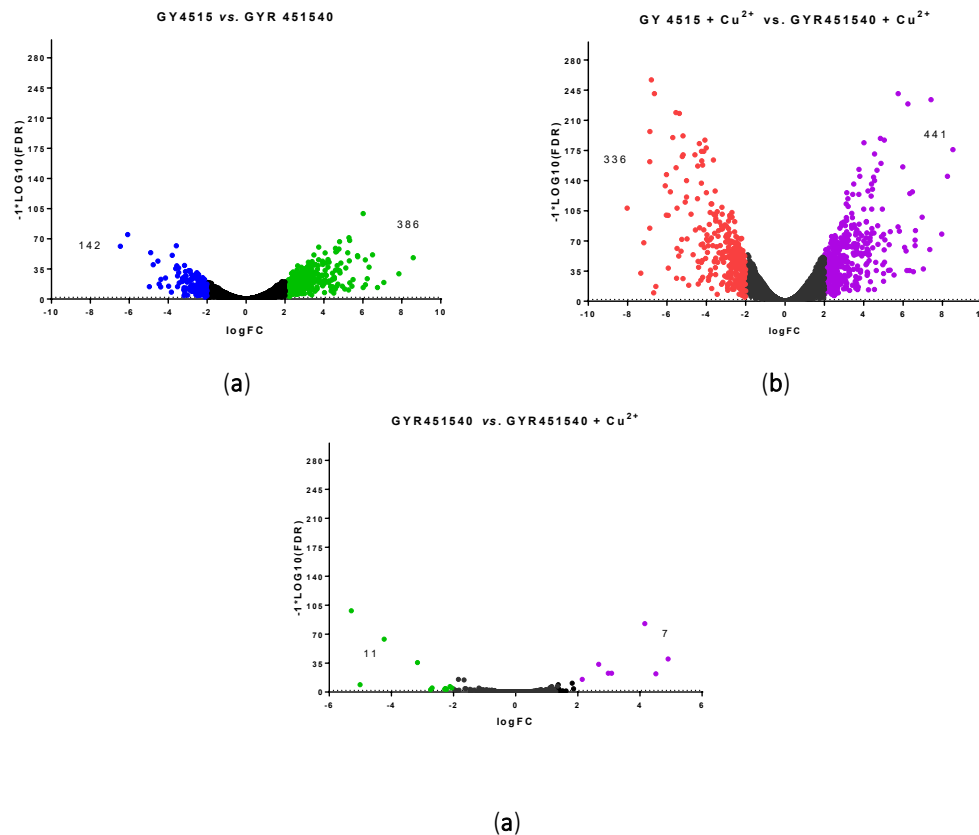 GY4515 vs. GYR 451540
-1*LOG10(FDR)
280
245
210
175
140
105
70
35
0
142
386
-10 -8 -6 -4 -2 0 2 4 6 8 10
logFC
(a)
GY 4515 + Cu2+ vs. GYR451540 + Cu2+
-1*LOG10(FDR)
280
245
210
175
140
105
70
35
0
336
441
-10 -8 -6 -4 -2 0 2 4 6 8 10
logFC
(b)
GYR451540 vs. GYR451540 + Cu2+
-1*LOG10(FDR)
280
245
210
175
140
105
70
35
0
11
7
-6 -4 -2 0 2 4 6
logFC
(a)